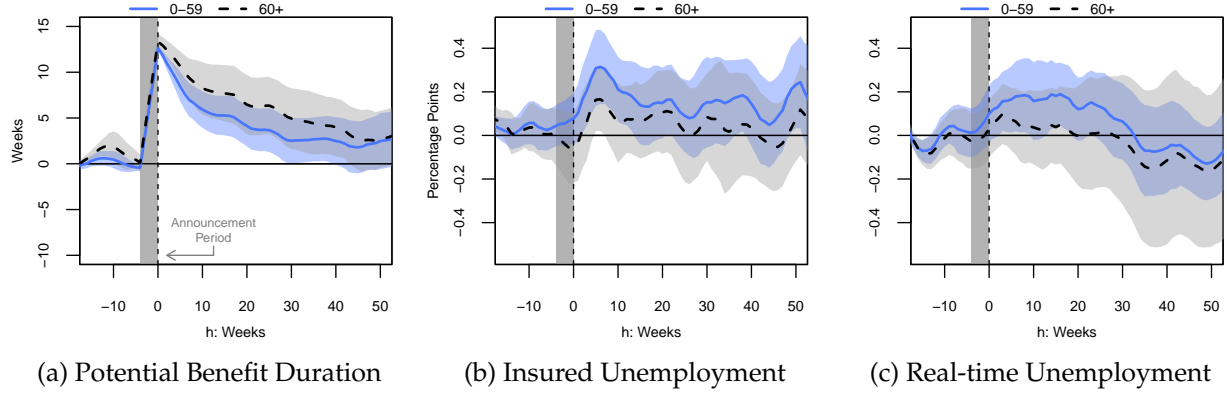 0−59 60+
Weeks
15
10
5
0
−5
−10
Announcement
Period
−10 0 10 20 30 40 50
h: Weeks
(a) Potential Benefit Duration
0−59 60+
Percentage Points
0.4
0.2
0.0
−0.2
−0.4
−10 0 10 20 30 40 50
h: Weeks
(b) Insured Unemployment
0−59 60+
0.4
0.2
0.0
−0.2
−0.4
−10 0 10 20 30 40 50
h: Weeks
(c) Real-time Unemployment